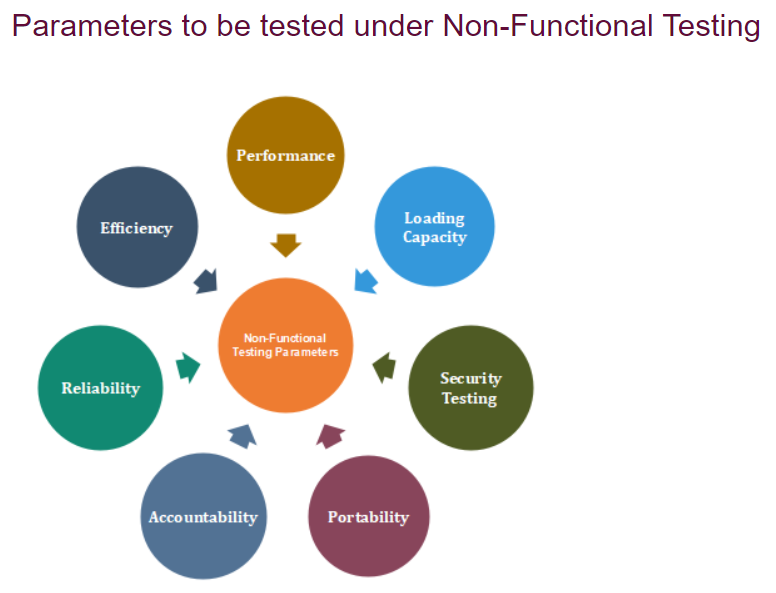 Parameters to be tested under Non-Functional Testing
Performance
Efficiency
Loading
Capacity
Non-Functional
Testing Parameters
Reliability
Security
Testing
Accountability
Portability